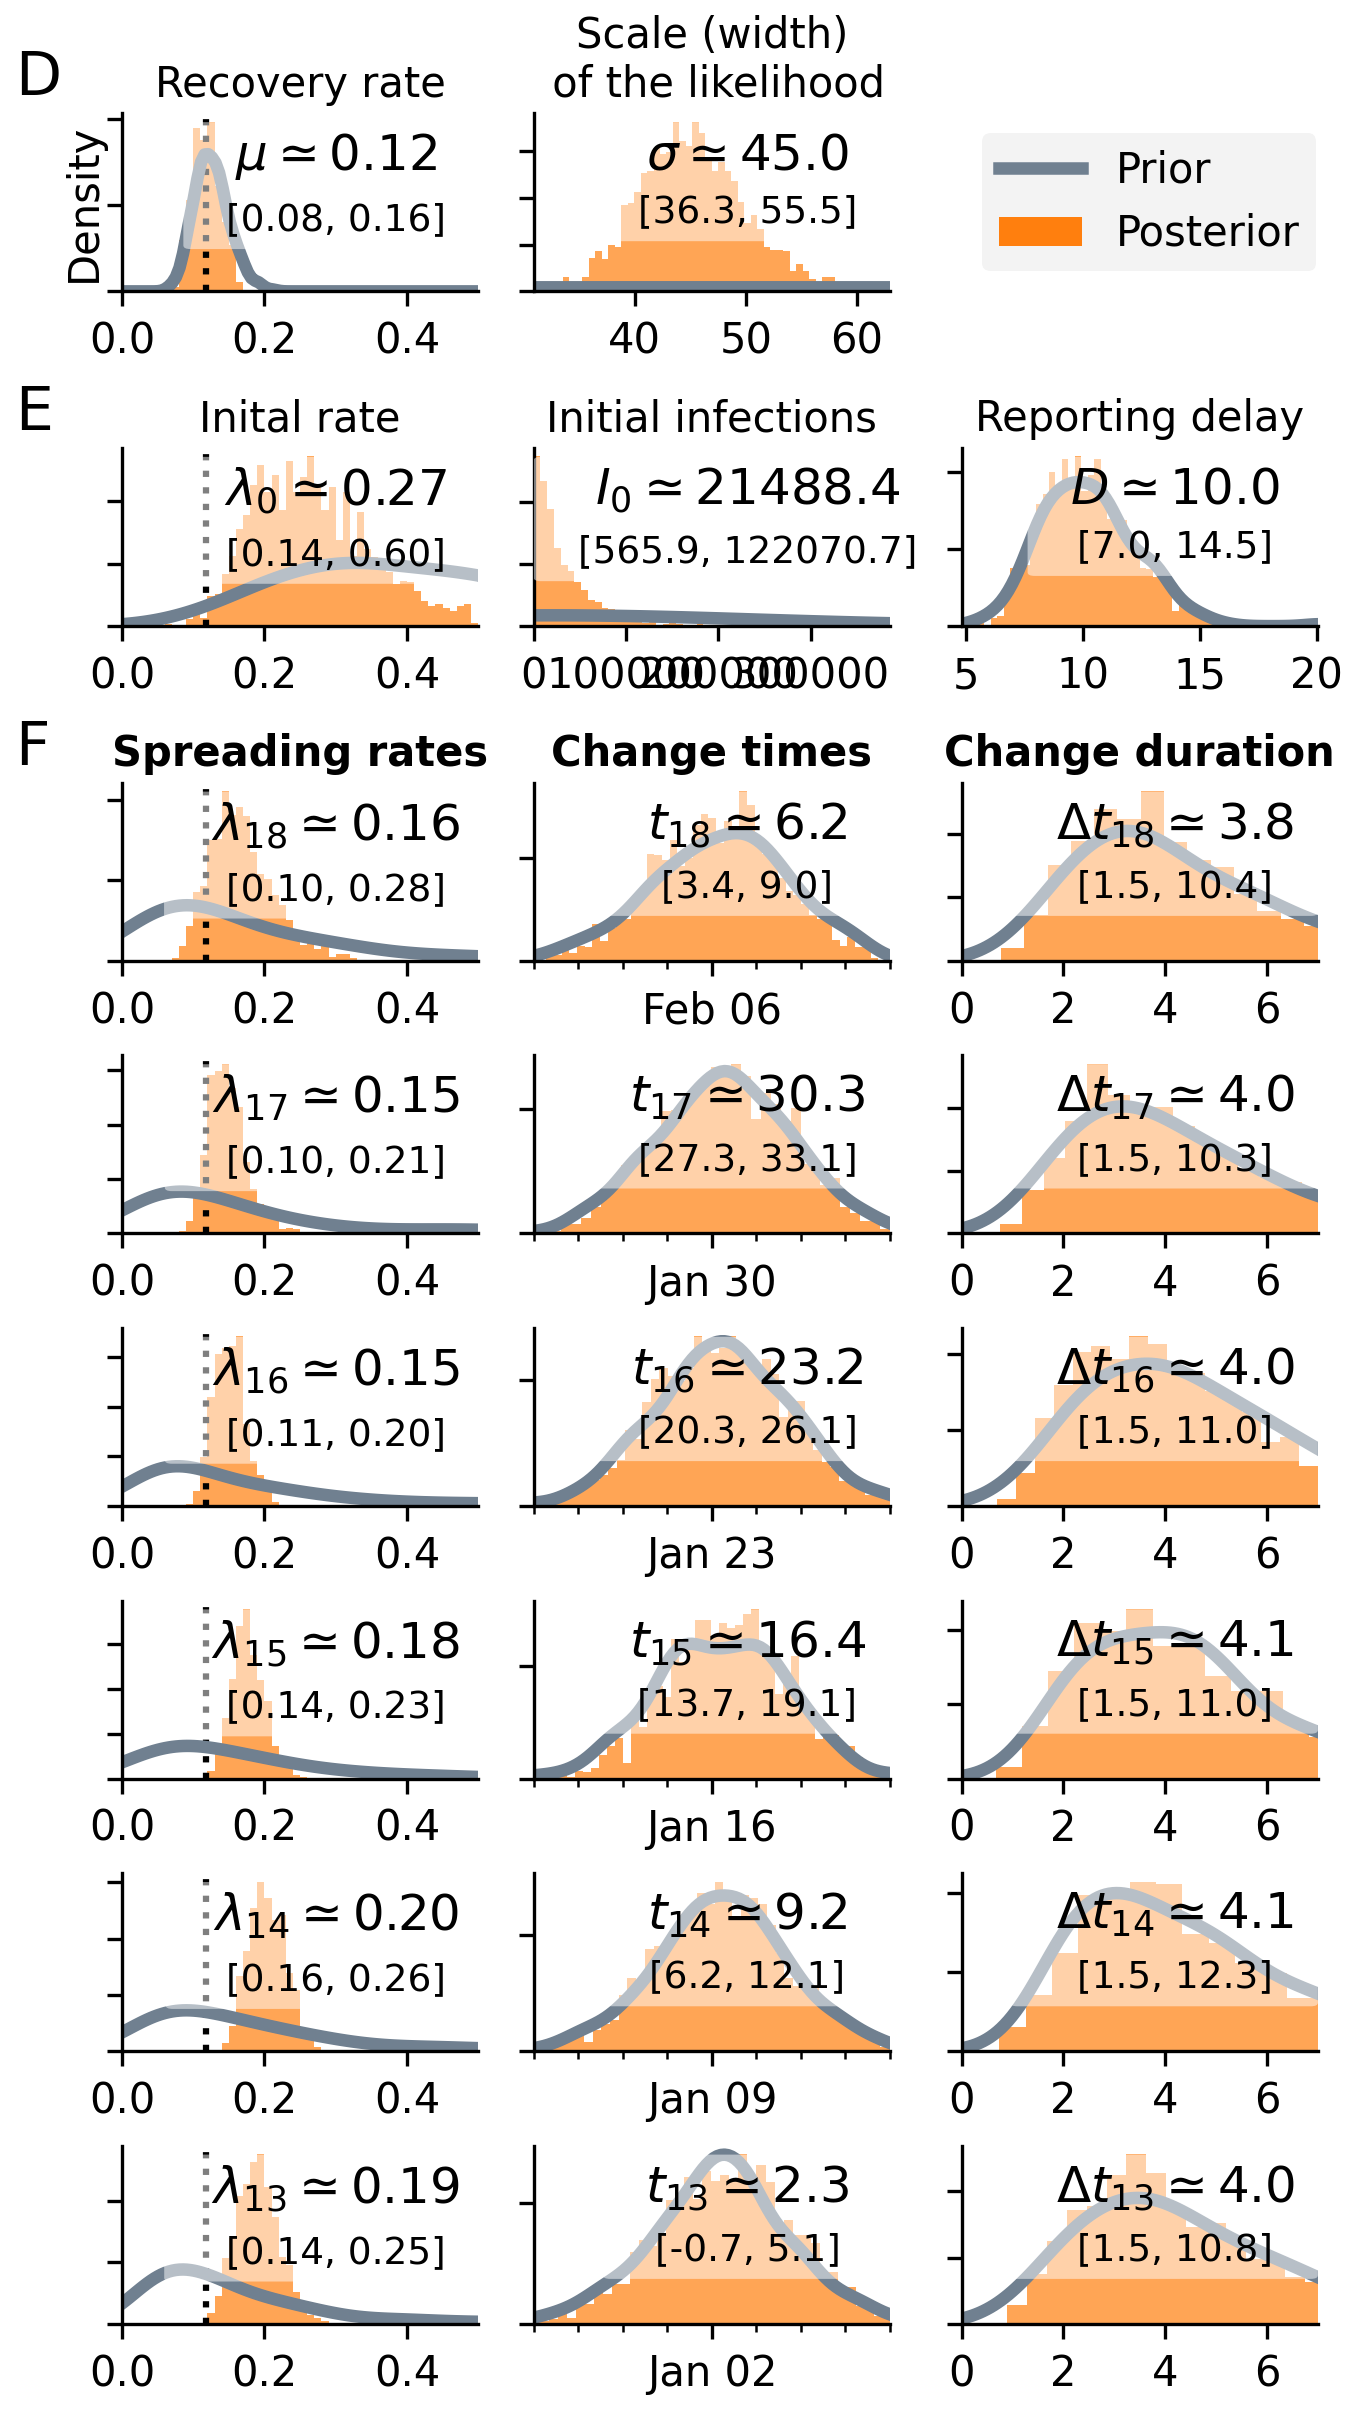 D
Recovery rate
Scale (width)
of the likelihood
Density
μ ≃ 0.12
[0.08, 0.16]
0.0 0.2 0.4
σ ≃ 45.0
[36.3, 55.5]
40 50 60
Prior
Posterior
E
Inital rate
λ0 ≃ 0.27
[0.14, 0.60]
0.0 0.2 0.4
Initial infections
I0 ≃ 21488.4
[565.9, 122070.7]
0 100000 200000 300000
Reporting delay
D ≃ 10.0
[7.0, 14.5]
5 10 15 20
F
Spreading rates
Change times
Change duration
λ18 ≃ 0.16
[0.10, 0.28]
0.0 0.2 0.4
t18 ≃ 6.2
[3.4, 9.0]
Feb 06
Δt18 ≃ 3.8
[1.5, 10.4]
0 2 4 6
λ17 ≃ 0.15
[0.10, 0.21]
0.0 0.2 0.4
t17 ≃ 30.3
[27.3, 33.1]
Jan 30
Δt17 ≃ 4.0
[1.5, 10.3]
0 2 4 6
λ16 ≃ 0.15
[0.11, 0.20]
0.0 0.2 0.4
t16 ≃ 23.2
[20.3, 26.1]
Jan 23
Δt16 ≃ 4.0
[1.5, 11.0]
0 2 4 6
λ15 ≃ 0.18
[0.14, 0.23]
0.0 0.2 0.4
t15 ≃ 16.4
[13.7, 19.1]
Jan 16
Δt15 ≃ 4.1
[1.5, 11.0]
0 2 4 6
λ14 ≃ 0.20
[0.16, 0.26]
0.0 0.2 0.4
t14 ≃ 9.2
[6.2, 12.1]
Jan 09
Δt14 ≃ 4.1
[1.5, 12.3]
0 2 4 6
λ13 ≃ 0.19
[0.14, 0.25]
0.0 0.2 0.4
t13 ≃ 2.3
[-0.7, 5.1]
Jan 02
Δt13 ≃ 4.0
[1.5, 10.8]
0 2 4 6